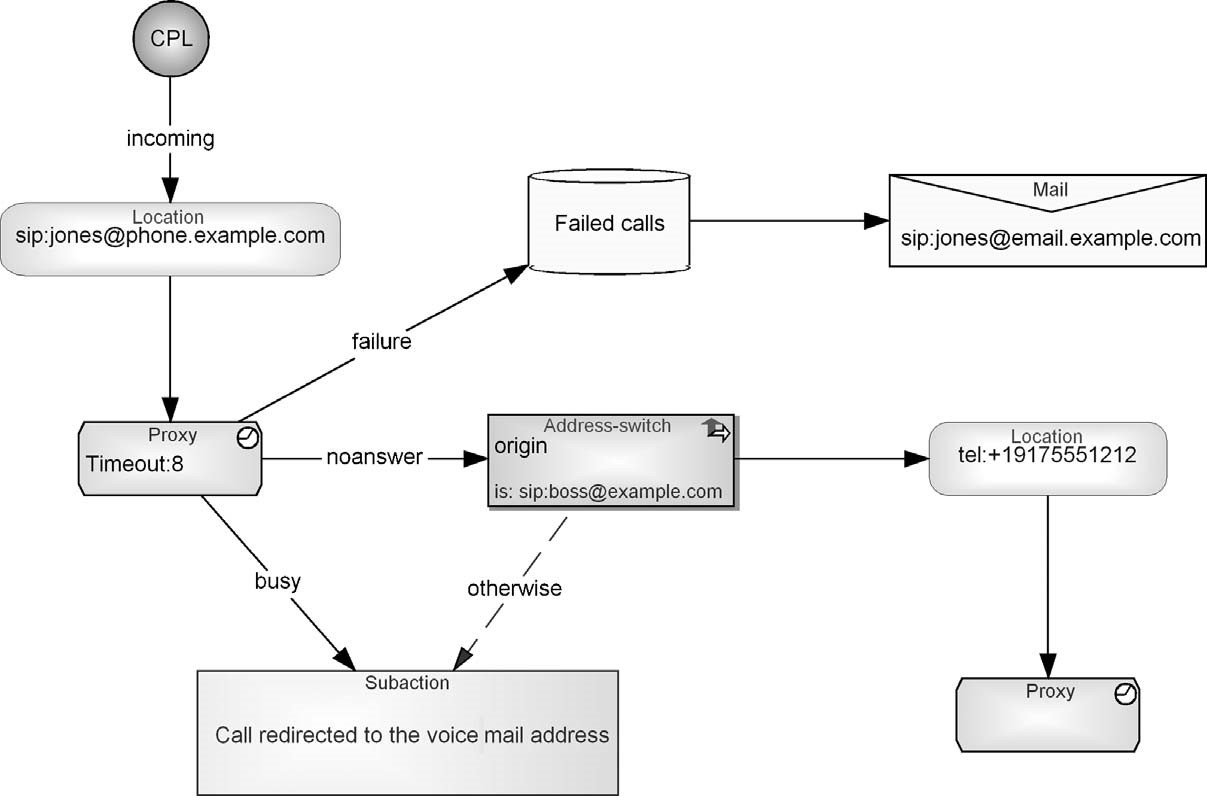 CPL
incoming
Location
sip:jones@phone.example.com
Failed calls
Mail
sip:jones@email.example.com
failure
Proxy
Timeout:8
noanswer
Address-switch
origin
is: sip:boss@example.com
Location
tel:+19175551212
busy
otherwise
Subaction
Call redirected to the voice mail address
Proxy